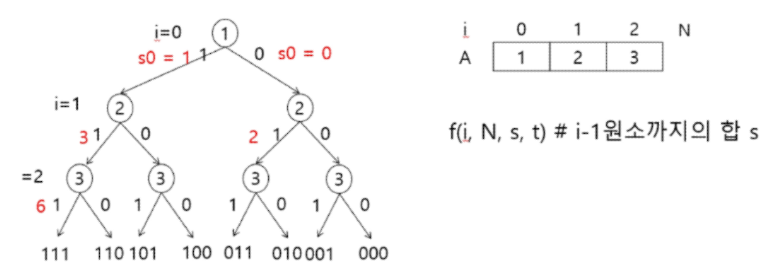 i=0 1
s0 = 1 1 0 s0 = 0
i=1 2 2
3 1 0 2 1 0
=2 3 3 3 3
6 1 0 1 0 1 0 1 0
111 110 101 100 011 010 001 000
i 0 1 2 N
A 1 2 3
f(i, N, s, t) # i-1원소까지의 합 s